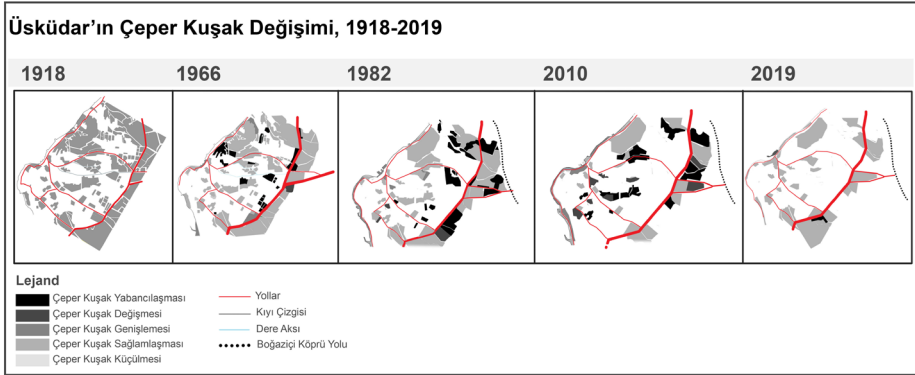 Üsküdar'ın Çeper Kuşak Değişimi, 1918-2019
1918 1966 1982 2010 2019
Lejand
Çeper Kuşak Yabancılaşması
Çeper Kuşak Değişmesi
Çeper Kuşak Genişlemesi
Çeper Kuşak Sağlamlaşması
Çeper Kuşak Küçülmesi
Yollar
Kıyı Çizgisi
Dere Aksı
Boğaziçi Köprü Yolu